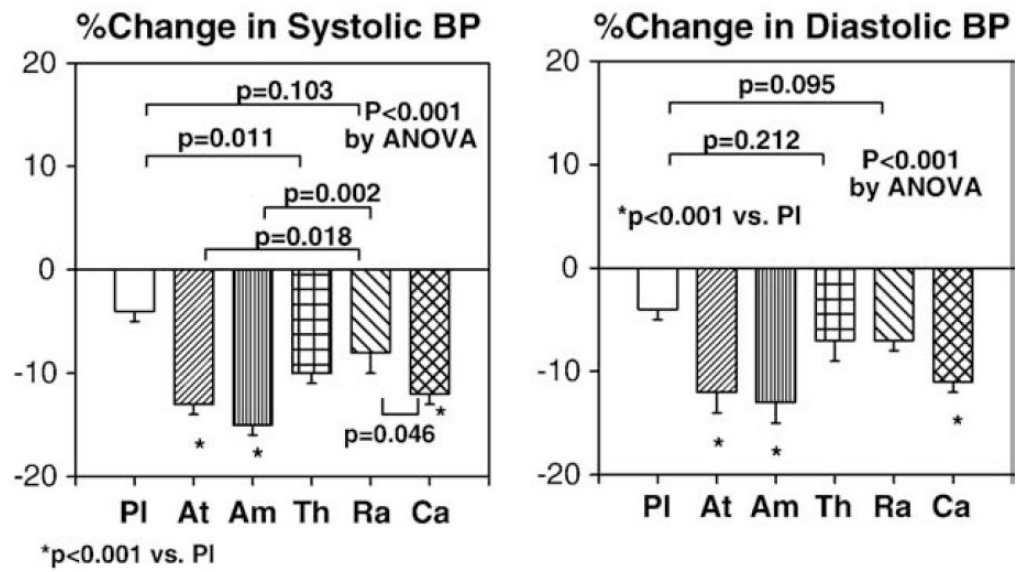 %Change in Systolic BP
20
10
0
-10
-20
p=0.103
P<0.001
by ANOVA
p=0.011
p=0.002
p=0.018
*
*
*
p=0.046
Pl At Am Th Ra Ca
*p<0.001 vs. Pl
%Change in Diastolic BP
20
10
0
-10
-20
p=0.095
p=0.212
P<0.001
by ANOVA
*p<0.001 vs. Pl
*
*
*
Pl At Am Th Ra Ca